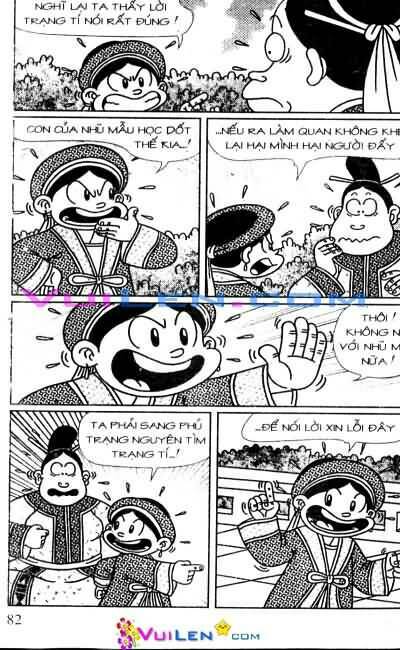 NGHĨ LẠI TA THẤY LỜI
TRẠNG TÍ NÓI RẤT ĐÚNG!
CON CỦA NHŨ MẪU HỌC DỐT
THẾ KIA...!
...NẾU RA LÀM QUAN KHÔNG KHÉ
LẠI HẠI MÌNH HẠI NGƯỜI ĐẤY
THÔI!
KHÔNG N
VỚI NHŨ M
NỮA!
VUILEN.COM
TA PHẢI SANG PHỦ
TRẠNG NGUYÊN TÌM
TRẠNG TÍ...!
...ĐỂ NÓI LỜI XIN LỖI ĐÂY
82
VUILEN.COM